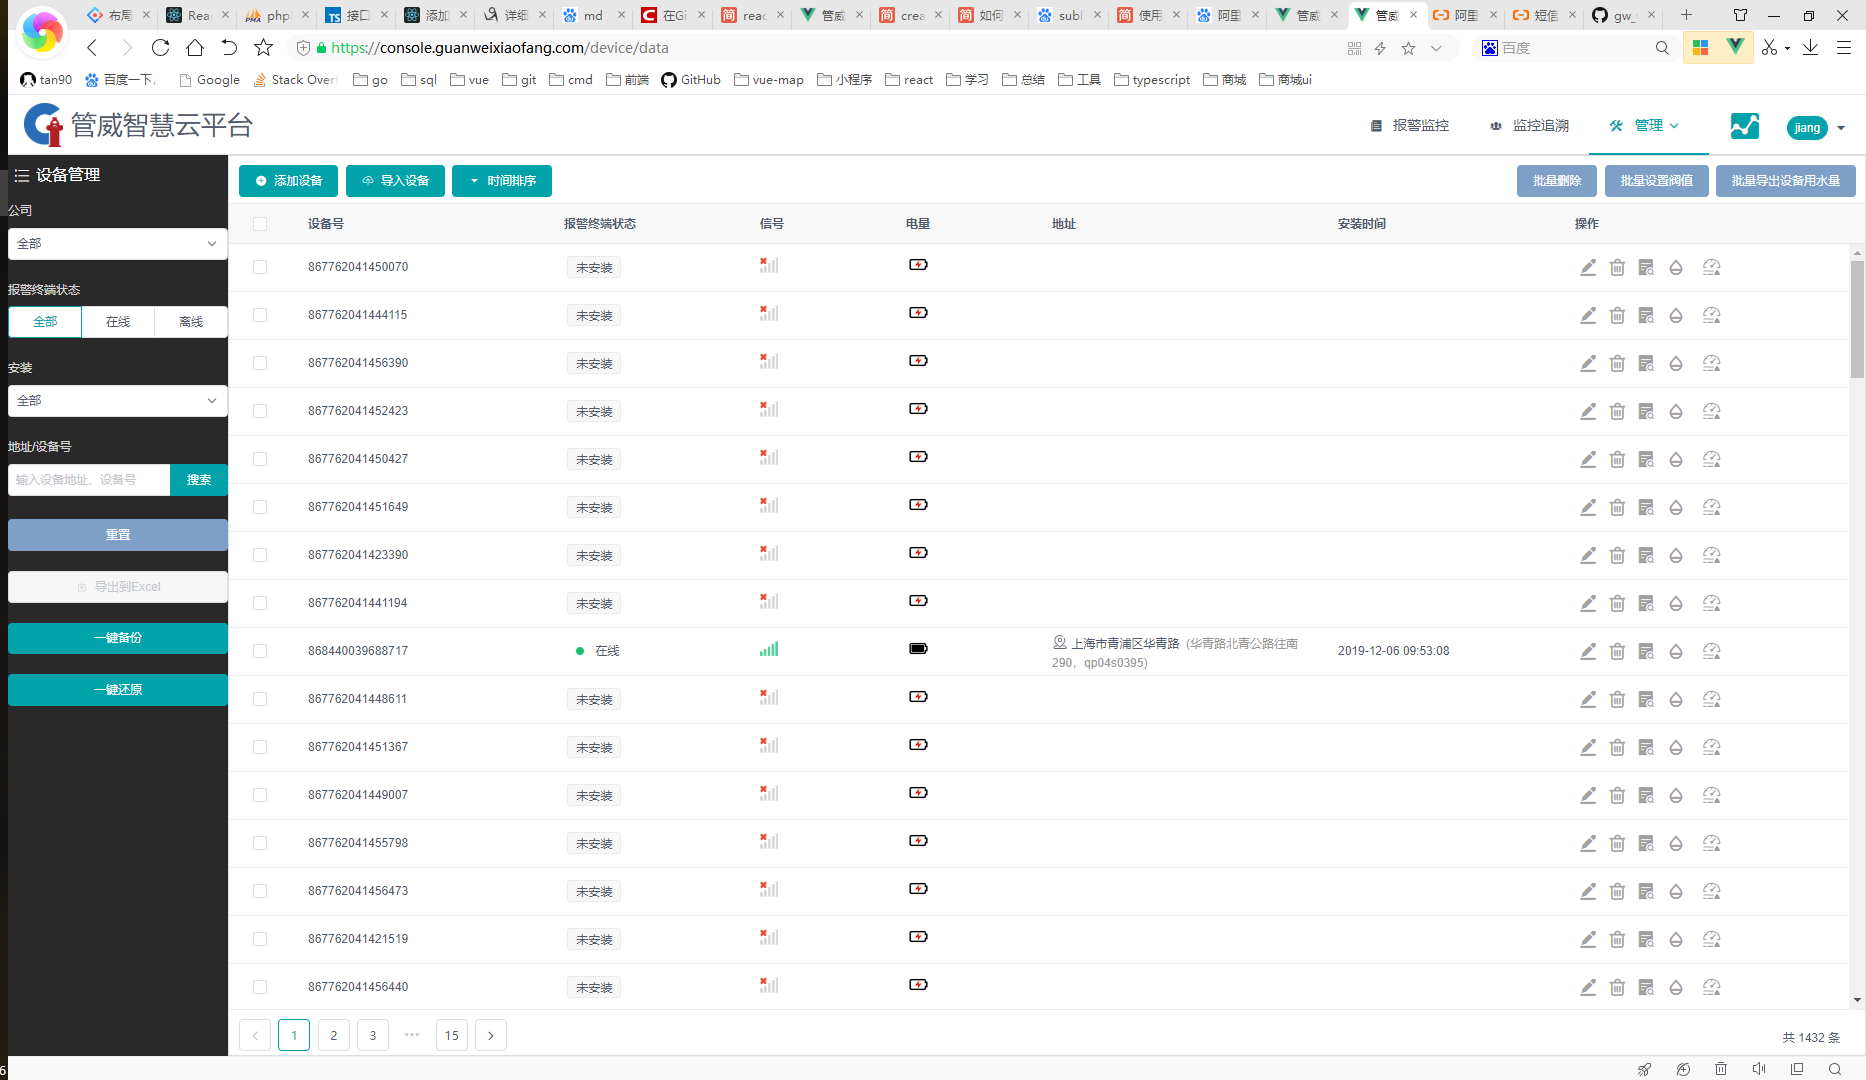 布局
Reac
php
接口
添加
详细
md
在Gi
reac
管威
crea
如何
subl
使用
阿里
管威
管威
阿里
短信
gw_
https://console.guanweixiaofang.com/device/data
百度
tan90
百度一下,
Google
Stack Over
go
sql
vue
git
cmd
前端
GitHub
vue-map
小程序
react
学习
总结
工具
typescript
商城
商城ui
管威智慧云平台
报警监控
监控追溯
管理
jiang
设备管理
公司
全部
报警终端状态
全部 在线 离线
安装
全部
地址/设备号
输入设备地址、设备号 搜索
重置
导出到Excel
一键备份
一键还原
添加设备 导入设备 时间排序 批量删除 批量设置阀值 批量导出设备用水量
设备号 报警终端状态 信号 电量 地址 安装时间 操作
867762041450070 未安装
867762041444115 未安装
867762041456390 未安装
867762041452423 未安装
867762041450427 未安装
867762041451649 未安装
867762041423390 未安装
867762041441194 未安装
868440039688717 在线 上海市青浦区华青路 (华青路北青公路往南 2019-12-06 09:53:08
290，qp04s0395)
867762041448611 未安装
867762041451367 未安装
867762041449007 未安装
867762041455798 未安装
867762041456473 未安装
867762041421519 未安装
867762041456440 未安装
1 2 3 ••• 15
共 1432 条